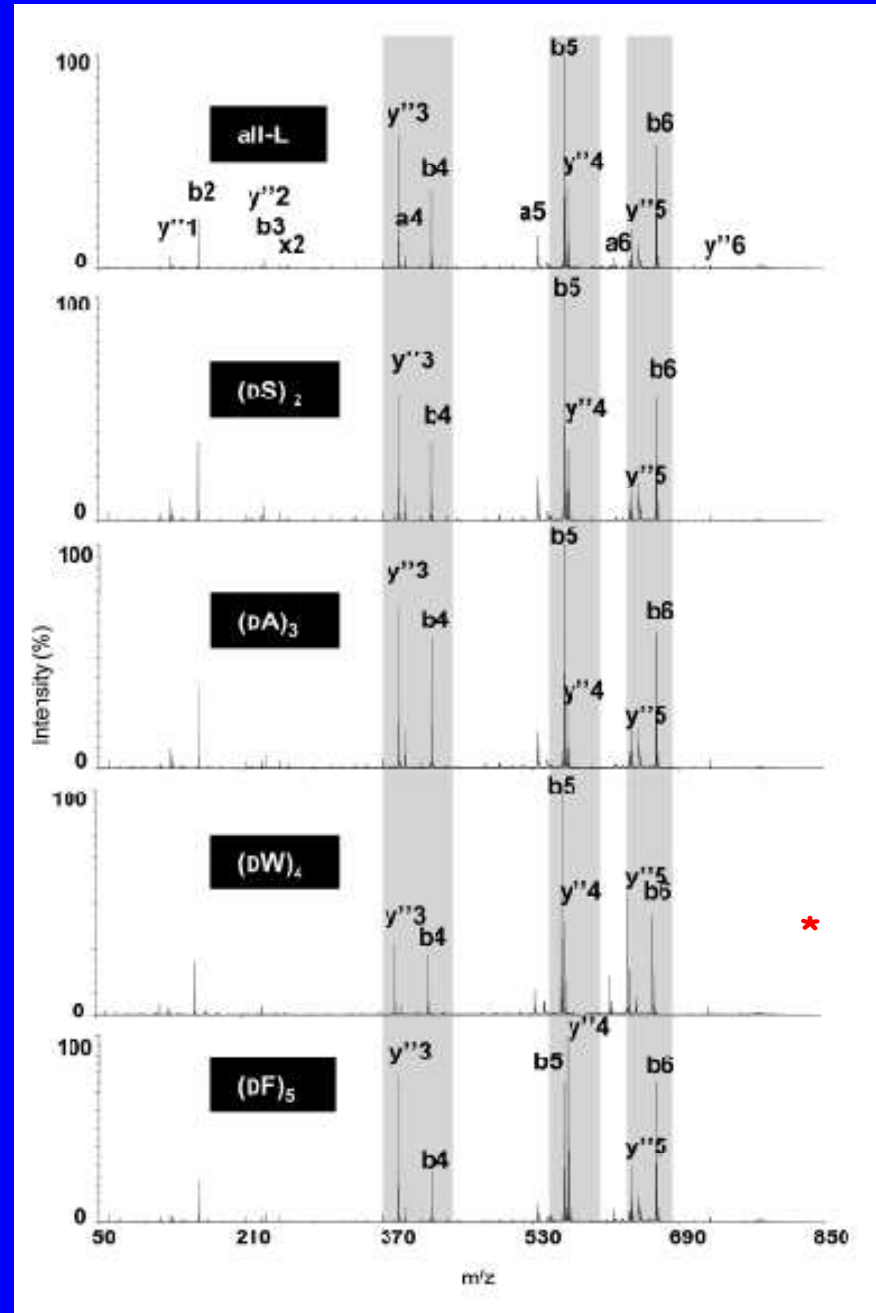 100
b5
y''3
b6
all-L
b4
y''4
b2
y''2
a4
a5
y''5
y''1
b3
x2
a6
y''6
0
100
b5
y''3
b6
(DS)2
b4
y''4
y''5
0
100
b5
y''3
b4
b6
(DA)3
y''4
y''5
0
Intensity (%)
100
b5
(DW)4
y''4
y''5
b6
y''3
b4
*
0
100
y''4
y''3
b5
b6
(DF)5
b4
y''5
0
50 210 370 530 690 850
m/z